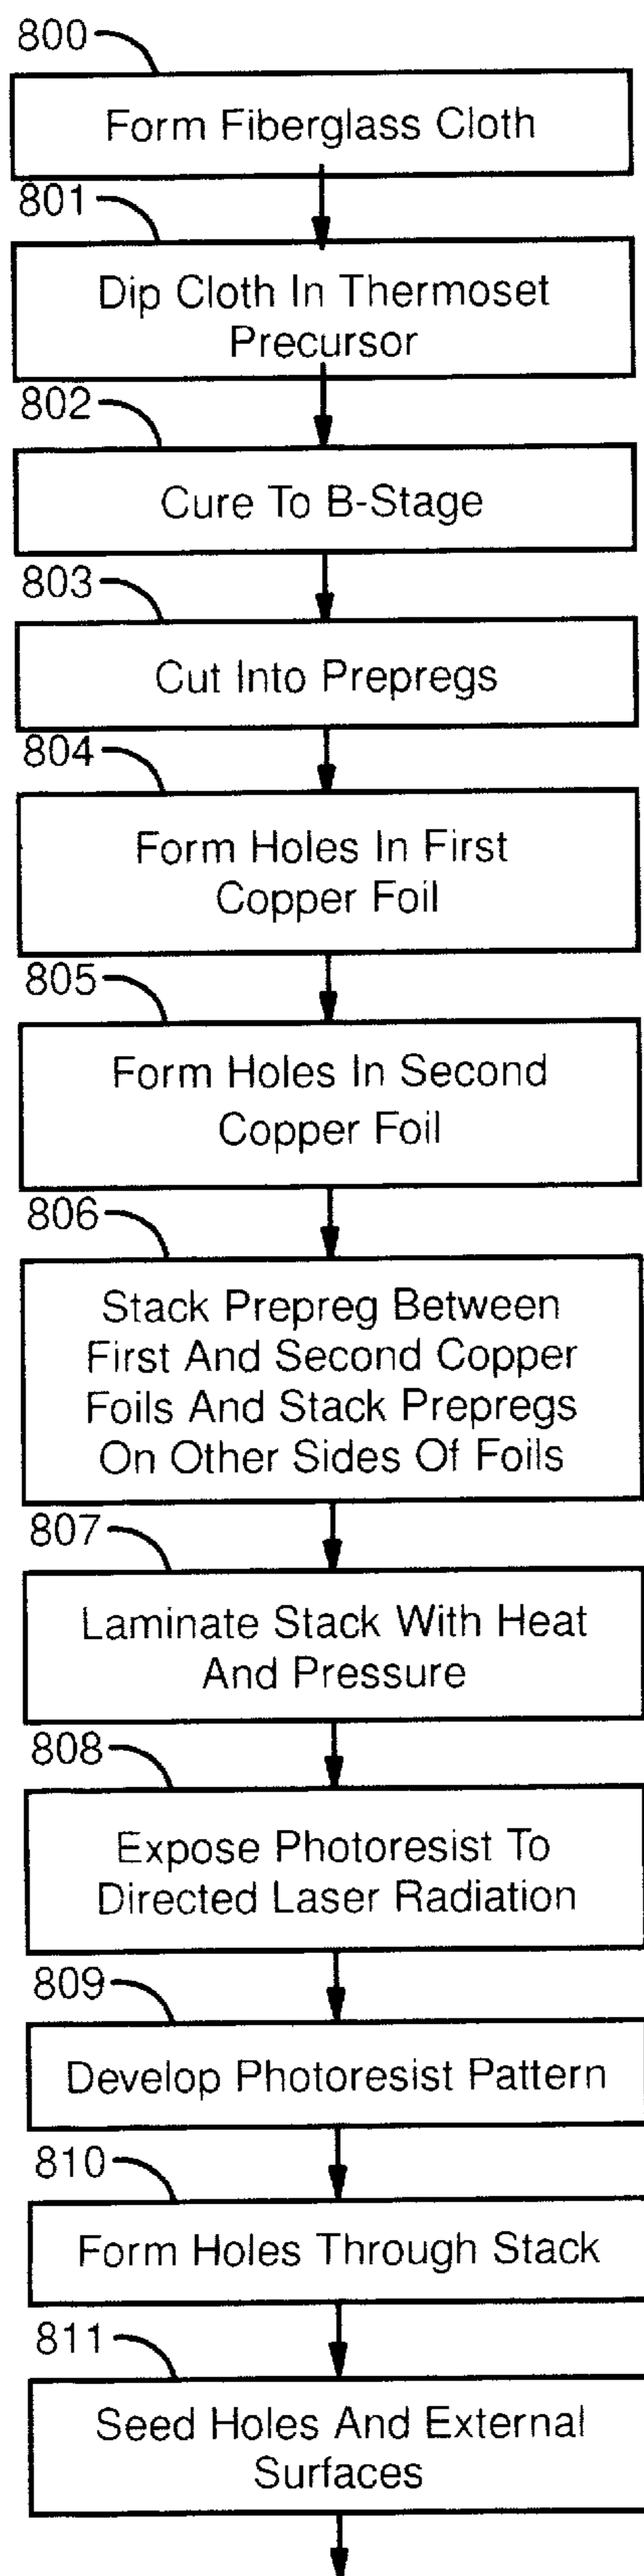 800
Form Fiberglass Cloth
801
Dip Cloth In Thermoset
Precursor
802
Cure To B-Stage
803
Cut Into Prepregs
804
Form Holes In First
Copper Foil
805
Form Holes In Second
Copper Foil
806
Stack Prepreg Between
First And Second Copper
Foils And Stack Prepregs
On Other Sides Of Foils
807
Laminate Stack With Heat
And Pressure
808
Expose Photoresist To
Directed Laser Radiation
809
Develop Photoresist Pattern
810
Form Holes Through Stack
811
Seed Holes And External
Surfaces